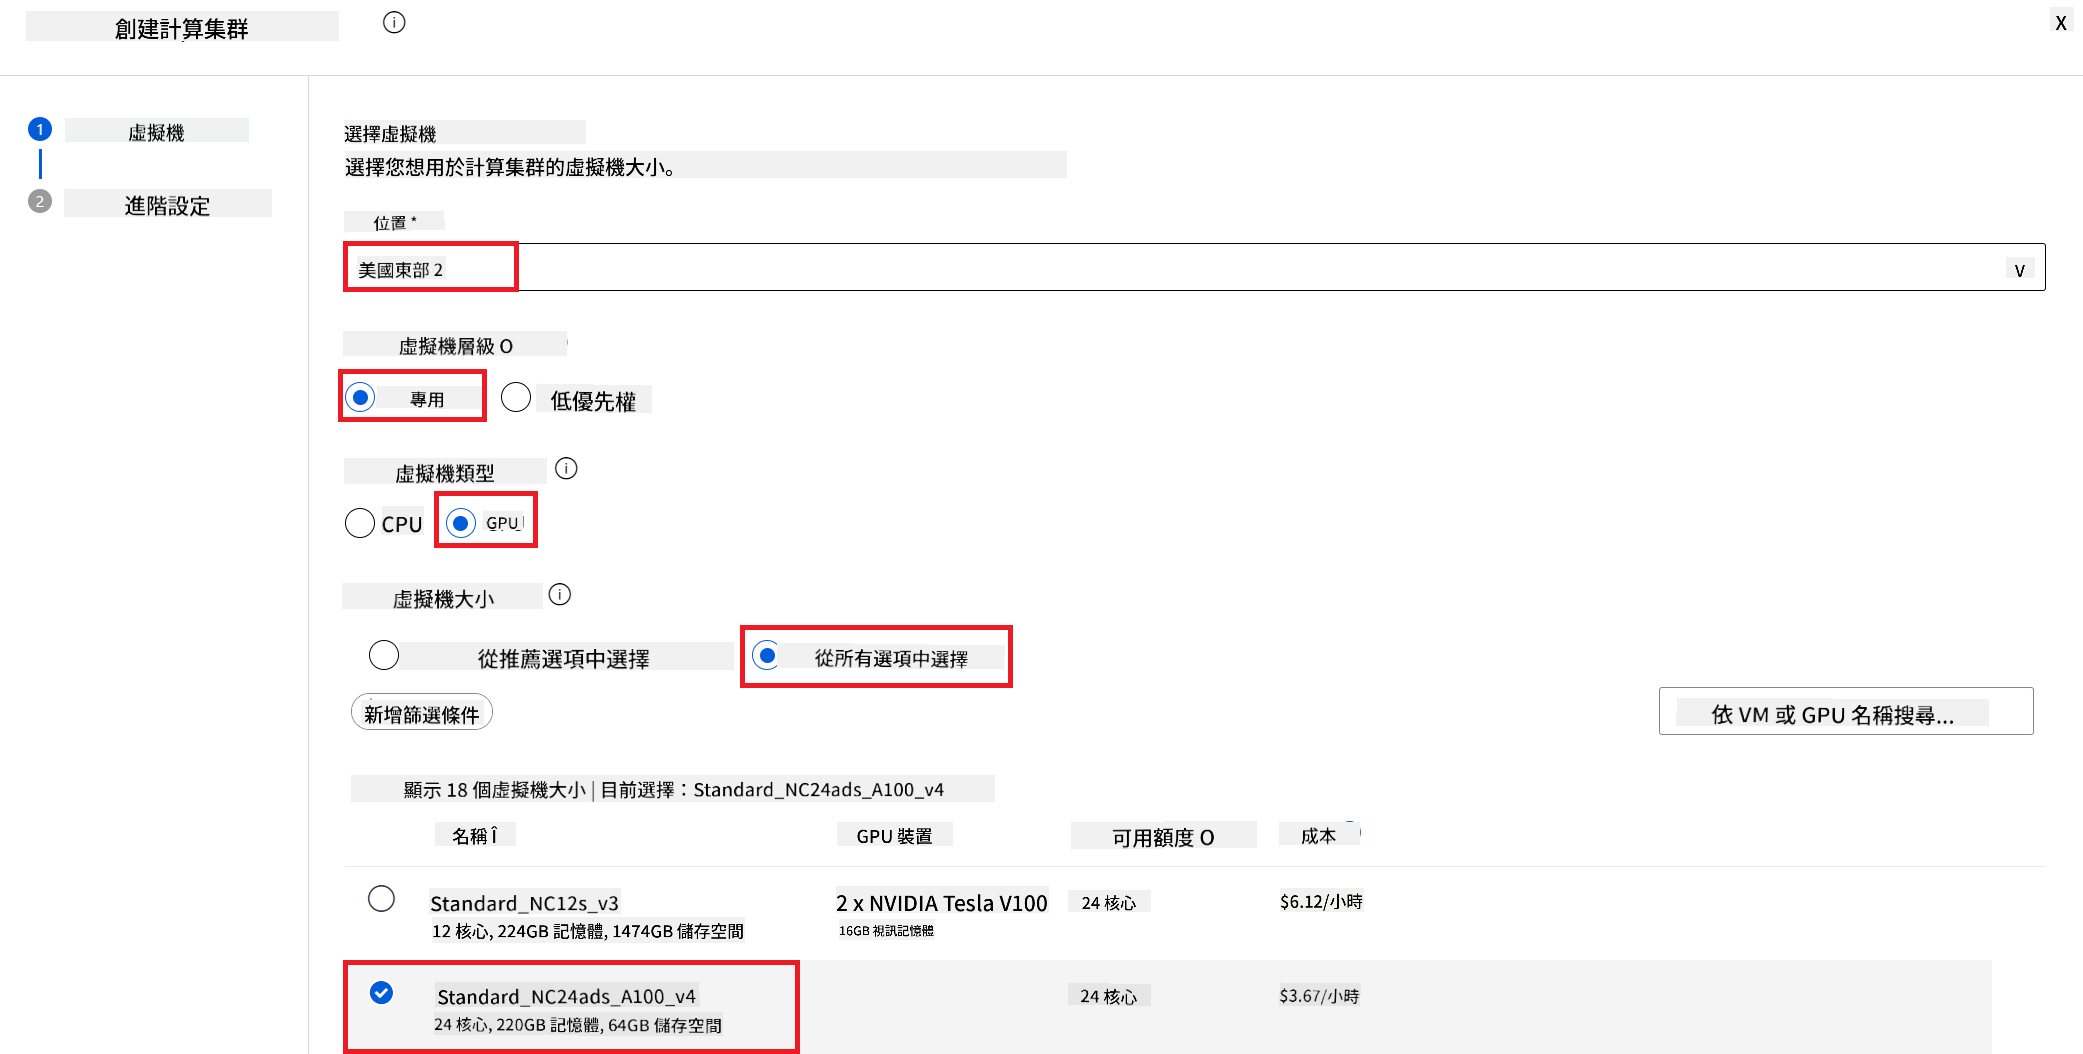 創建計算集群
X
1 虛擬機
2 進階設定
選擇虛擬機
選擇您想用於計算集群的虛擬機大小。
位置 *
美國東部 2
V
虛擬機層級 O
專用
低優先權
虛擬機類型
CPU
GPU
虛擬機大小
從推薦選項中選擇
從所有選項中選擇
新增篩選條件
依 VM 或 GPU 名稱搜尋...
顯示 18 個虛擬機大小 | 目前選擇：Standard_NC24ads_A100_v4
名稱 Î
GPU 裝置
可用額度 O
成本
Standard_NC12s_v3
2 x NVIDIA Tesla V100
24 核心
$6.12/小時
12 核心, 224GB 記憶體, 1474GB 儲存空間
16GB 視訊記憶體
Standard_NC24ads_A100_v4
24 核心
$3.67/小時
24 核心, 220GB 記憶體, 64GB 儲存空間